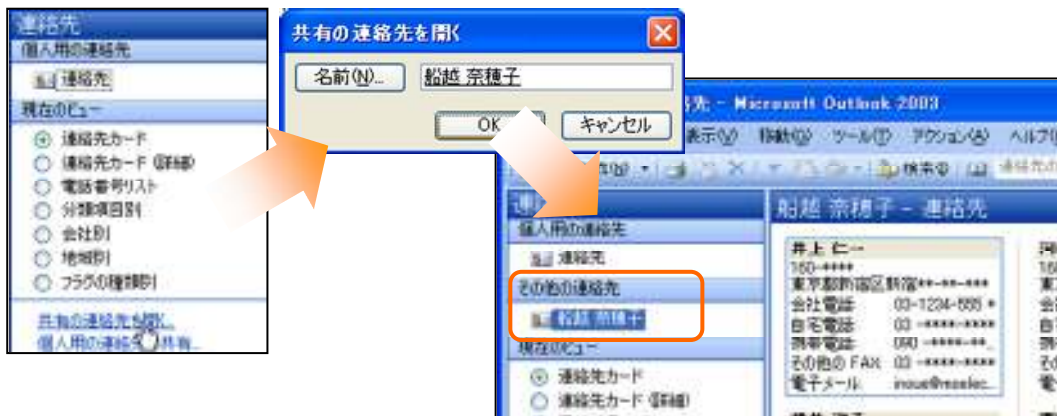 連絡先
個人用の連絡先
連絡先
現在のビュー
連絡先カード
連絡先カード (詳細)
電話番号リスト
分類項目別
会社別
地域別
フラグの種類別
共有の連絡先を開く...
個人用の連絡 共有...
共有の連絡先を開く
名前(N)...
船越 奈穂子
OK
キャンセル
絡先 - Microsoft Outlook 2003
表示(V) 移動(G) ツール(T) アクション(A) ヘルプ(
検索(I) 連絡先の
連
個人用の連絡先
連絡先
その他の連絡先
船越 奈穂子
現在のビュー
連絡先カード
連絡先カード (詳細)
船越 奈穂子 - 連絡先
井上 仁一
160-****
東京都新宿区新宿**-**-***
会社電話 03-1234-555*
自宅電話 03-****-****
携帯電話 090-****-**...
その他の FAX 03-****-****
電子メール